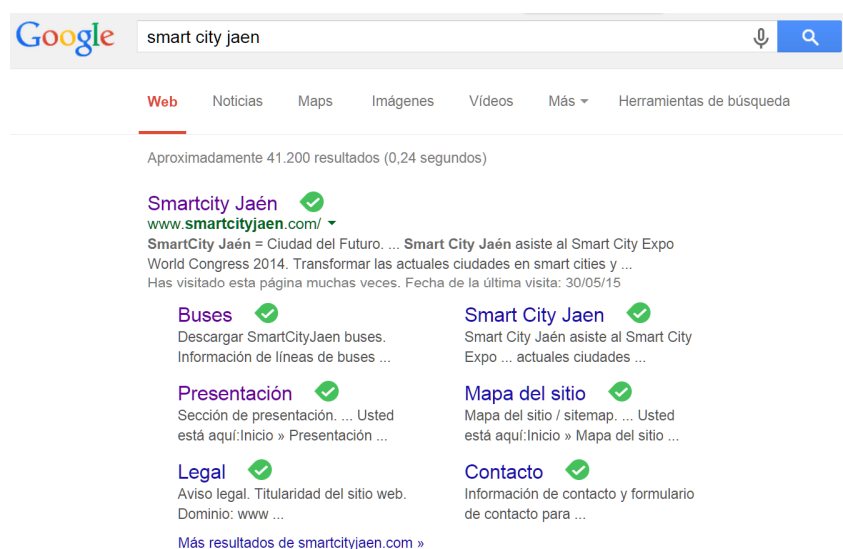 Google smart city jaen
Web Noticias Maps Imágenes Vídeos Más Herramientas de búsqueda
Aproximadamente 41.200 resultados (0,24 segundos)
Smartcity Jaén
www.smartcityjaen.com/
SmartCity Jaén = Ciudad del Futuro. ... Smart City Jaén asiste al Smart City Expo
World Congress 2014. Transformar las actuales ciudades en smart cities y ...
Has visitado esta página muchas veces. Fecha de la última visita: 30/05/15
Buses
Descargar SmartCityJaen buses.
Información de líneas de buses ...
Smart City Jaen
Smart City Jaén asiste al Smart City
Expo ... actuales ciudades ...
Presentación
Sección de presentación. ... Usted
está aquí:Inicio » Presentación ...
Mapa del sitio
Mapa del sitio / sitemap. ... Usted
está aquí:Inicio » Mapa del sitio ...
Legal
Aviso legal. Titularidad del sitio web.
Dominio: www ...
Contacto
Información de contacto y formulario
de contacto para ...
Más resultados de smartcityjaen.com »